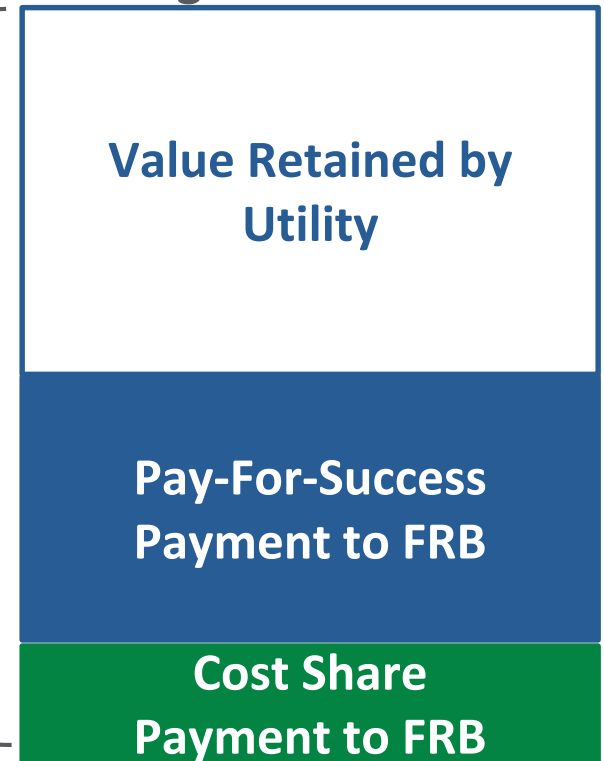 Value Retained by
Utility
Pay-For-Success
Payment to FRB
Cost Share
Payment to FRB